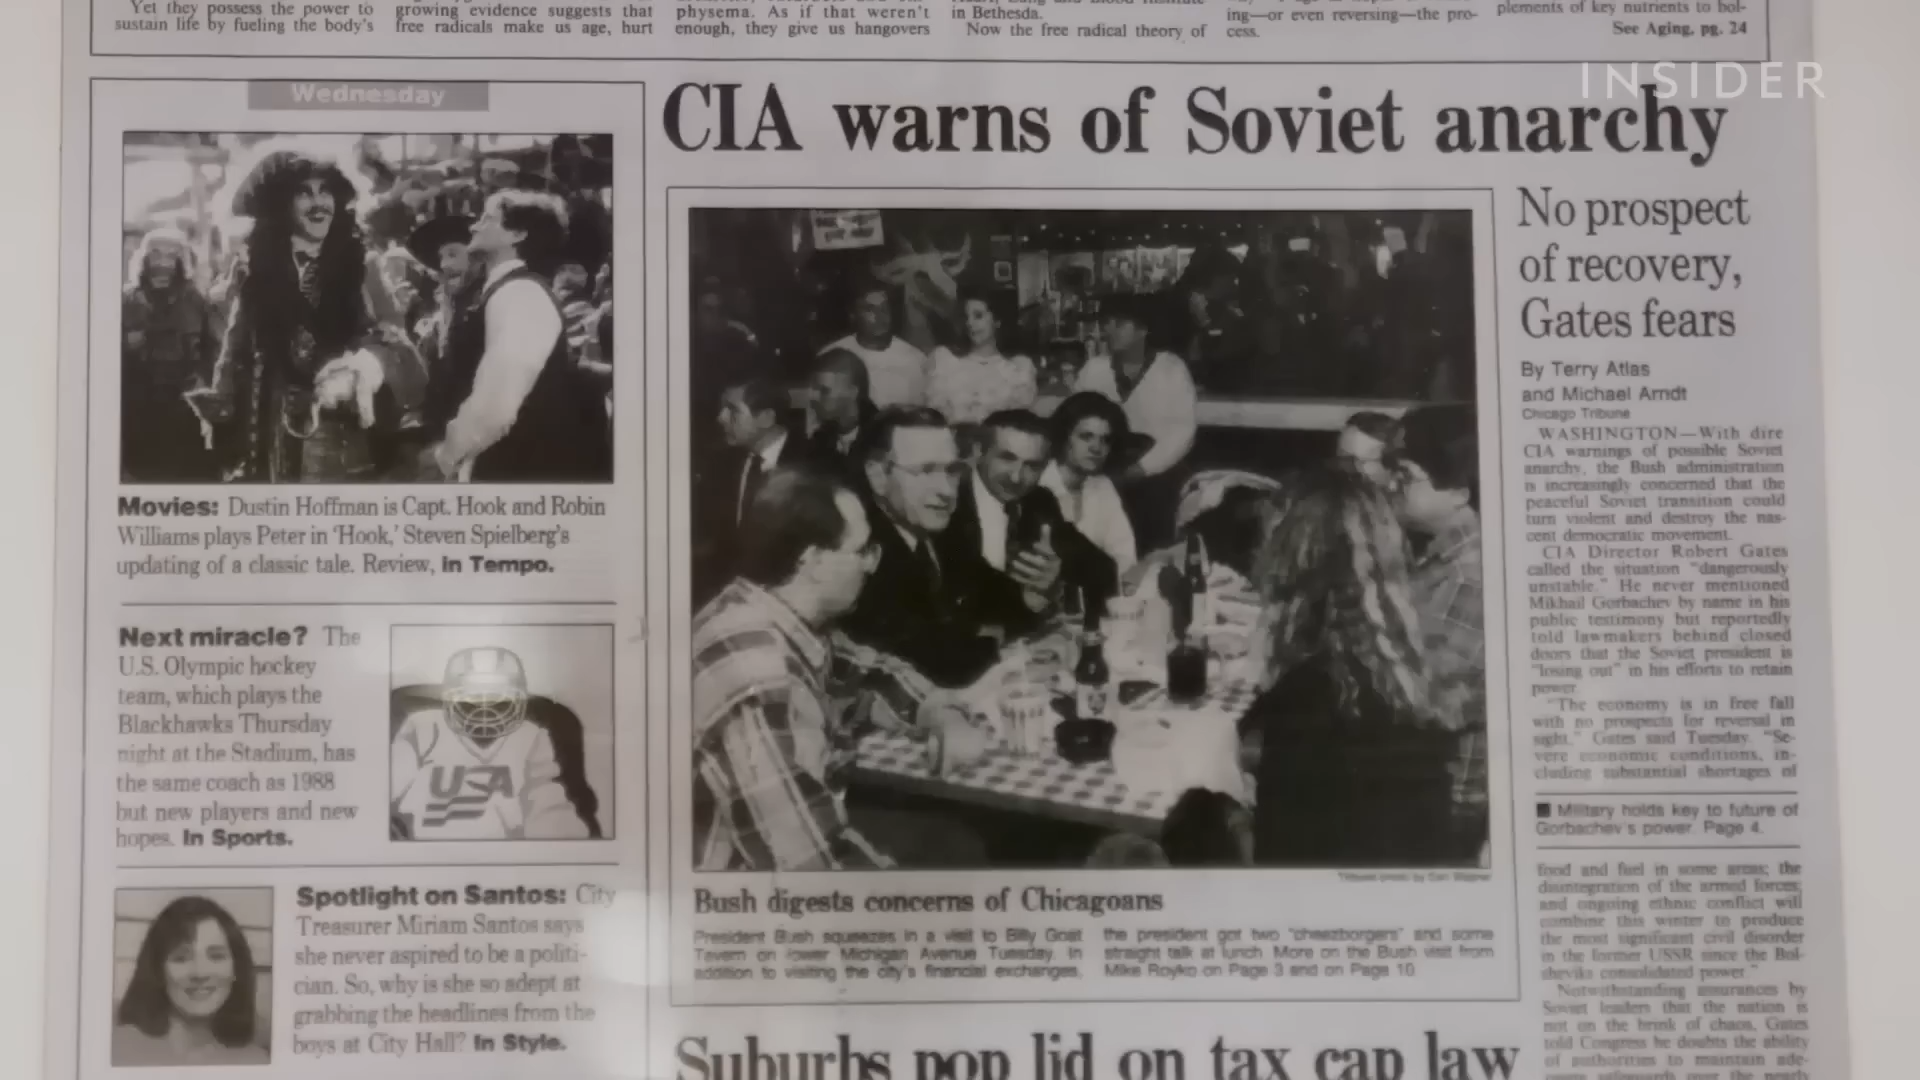 Yet they possess the power to
sustain life by fueling the body's
growing evidence suggests that
free radicals make us age, hurt
physema. As if that weren't
enough, they give us hangovers
in Bethesda.
Now the free radical theory of
ing—or even reversing—the pro-
cess.
plements of key nutrients to bol-
See Aging, pg. 24
INSIDER
Wednesday
Movies: Dustin Hoffman is Capt. Hook and Robin
Williams plays Peter in 'Hook,' Steven Spielberg's
updating of a classic tale. Review, in Tempo.
Next miracle? The
U.S. Olympic hockey
team, which plays the
Blackhawks Thursday
night at the Stadium, has
the same coach as 1988
but new players and new
hopes. In Sports.
USA
Spotlight on Santos: City
Treasurer Miriam Santos says
she never aspired to be a politi-
cian. So, why is she so adept at
grabbing the headlines from the
boys at City Hall? In Style.
CIA warns of Soviet anarchy
Bush digests concerns of Chicagoans
President Bush squeezes in a visit to Billy Goat
Tavern on lower Michigan Avenue Tuesday. In
addition to visiting the city's financial exchanges,
the president got two "cheezborgers" and some
straight talk at lunch. More on the Bush visit from
Mike Royko on Page 3 and on Page 10.
No prospect
of recovery,
Gates fears
By Terry Atlas
and Michael Arndt
Chicago Tribune
WASHINGTON—With dire
CIA warnings of possible Soviet
anarchy, the Bush administration
is increasingly concerned that the
peaceful Soviet transition could
turn violent and destroy the nas-
cent democratic movement.
CIA Director Robert Gates
called the situation "dangerously
unstable." He never mentioned
Mikhail Gorbachev by name in his
public testimony but reportedly
told lawmakers behind closed
doors that the Soviet president is
"losing out" in his efforts to retain
power.
"The economy is in free fall
with no prospects for reversal in
sight," Gates said Tuesday. "Se-
vere economic conditions, in-
cluding substantial shortages of
■ Military holds key to future of
Gorbachev's power. Page 4.
food and fuel in some areas; the
disintegration of the armed forces;
and ongoing ethnic conflict will
combine this winter to produce
the most significant civil disorder
in the former USSR since the Bol-
sheviks consolidated power."
Notwithstanding assurances by
Soviet leaders that the nation is
not on the brink of chaos, Gates
told Congress he doubts the ability
of authorities to maintain ade-
Suburbs pop lid on tax cap law